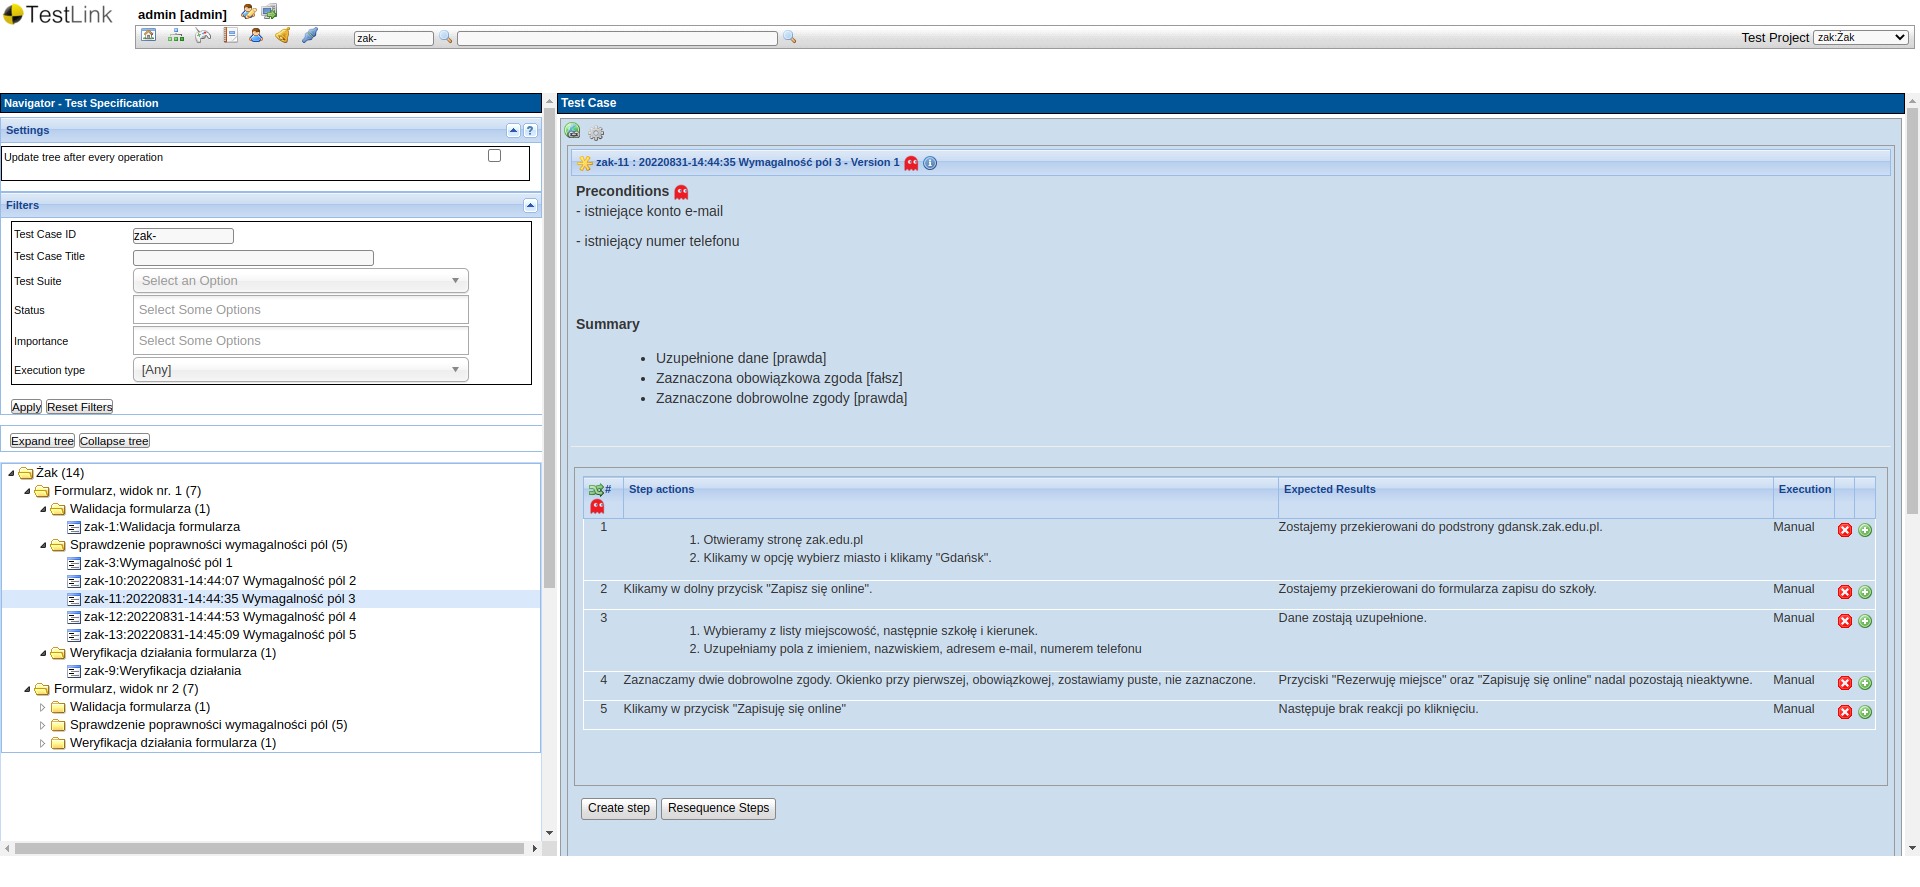 TestLink
admin [admin]
zak-
Test Project zak:Żak
Navigator - Test Specification
Settings
?
Update tree after every operation
Filters
Test Case ID zak-
Test Case Title
Test Suite Select an Option
Status Select Some Options
Importance Select Some Options
Execution type [Any]
Apply Reset Filters
Expand tree Collapse tree
Żak (14)
Formularz, widok nr. 1 (7)
Walidacja formularza (1)
zak-1:Walidacja formularza
Sprawdzenie poprawności wymagalności pól (5)
zak-3:Wymagalność pól 1
zak-10:20220831-14:44:07 Wymagalność pól 2
zak-11:20220831-14:44:35 Wymagalność pól 3
zak-12:20220831-14:44:53 Wymagalność pól 4
zak-13:20220831-14:45:09 Wymagalność pól 5
Weryfikacja działania formularza (1)
zak-9:Weryfikacja działania
Formularz, widok nr 2 (7)
Walidacja formularza (1)
Sprawdzenie poprawności wymagalności pól (5)
Weryfikacja działania formularza (1)
Test Case
zak-11 : 20220831-14:44:35 Wymagalność pól 3 - Version 1
Preconditions
- istniejące konto e-mail
- istniejący numer telefonu
Summary
• Uzupełnione dane [prawda]
• Zaznaczona obowiązkowa zgoda [fałsz]
• Zaznaczone dobrowolne zgody [prawda]
# Step actions Expected Results Execution
1 Zostajemy przekierowani do podstrony gdansk.zak.edu.pl. Manual
1. Otwieramy stronę zak.edu.pl
2. Klikamy w opcję wybierz miasto i klikamy "Gdańsk".
2 Klikamy w dolny przycisk "Zapisz się online". Zostajemy przekierowani do formularza zapisu do szkoły. Manual
3 Dane zostają uzupełnione. Manual
1. Wybieramy z listy miejscowość, następnie szkołę i kierunek.
2. Uzupełniamy pola z imieniem, nazwiskiem, adresem e-mail, numerem telefonu
4 Zaznaczamy dwie dobrowolne zgody. Okienko przy pierwszej, obowiązkowej, zostawiamy puste, nie zaznaczone. Przyciski "Rezerwuję miejsce" oraz "Zapisuję się online" nadal pozostają nieaktywne. Manual
5 Klikamy w przycisk "Zapisuję się online" Następuje brak reakcji po kliknięciu. Manual
Create step Resequence Steps